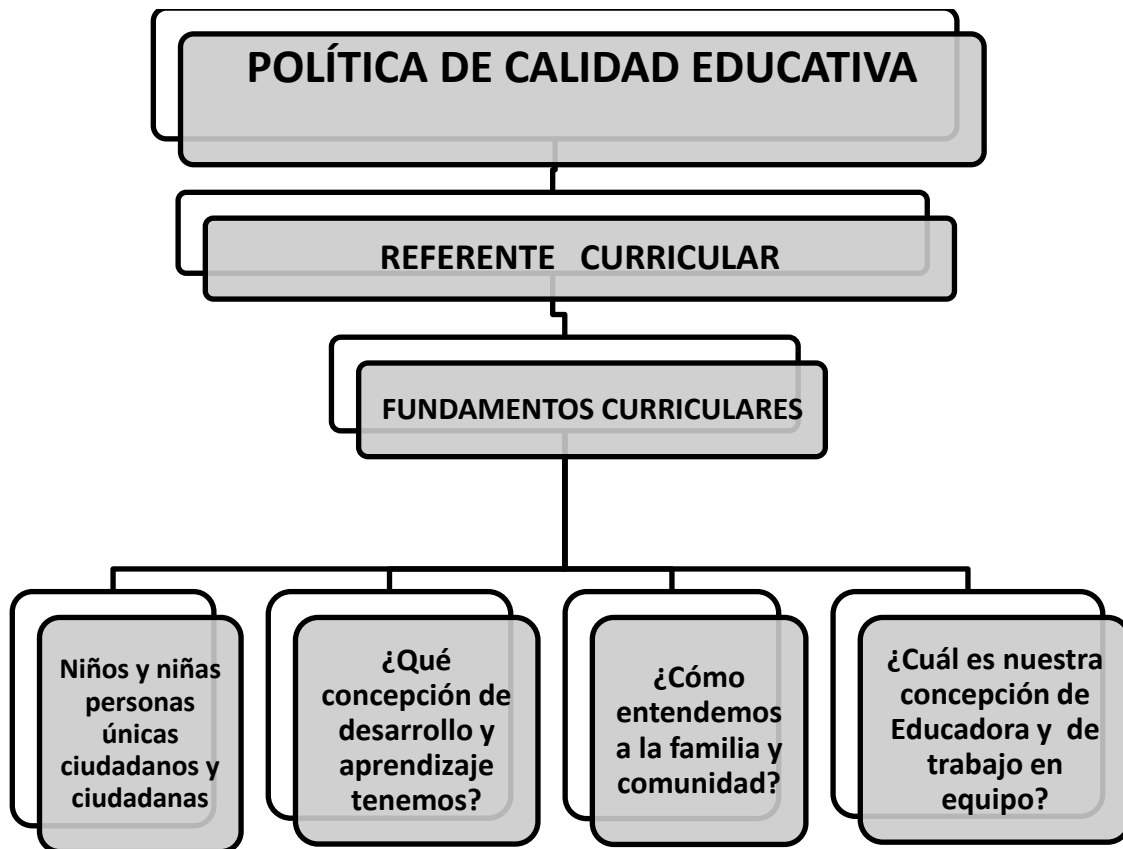 POLÍTICA DE CALIDAD EDUCATIVA
REFERENTE CURRICULAR
FUNDAMENTOS CURRICULARES
Niños y niñas
personas
únicas
ciudadanos y
ciudadanas
¿Qué
concepción de
desarrollo y
aprendizaje
tenemos?
¿Cómo
entendemos
a la familia y
comunidad?
¿Cuál es nuestra
concepción de
Educadora y de
trabajo en
equipo?